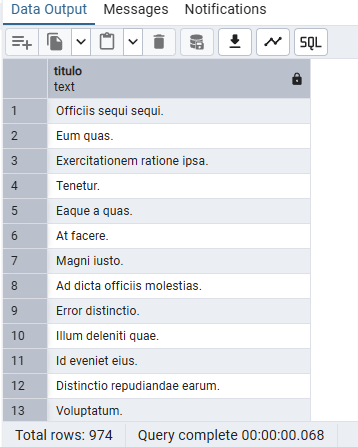 Data Output Messages Notifications
SQL
titulo
text
1 Officiis sequi sequi.
2 Eum quas.
3 Exercitationem ratione ipsa.
4 Tenetur.
5 Eaque a quas.
6 At facere.
7 Magni iusto.
8 Ad dicta officiis molestias.
9 Error distinctio.
10 Illum deleniti quae.
11 Id eveniet eius.
12 Distinctio repudiandae earum.
13 Voluptatum.
Total rows: 974 Query complete 00:00:00.068